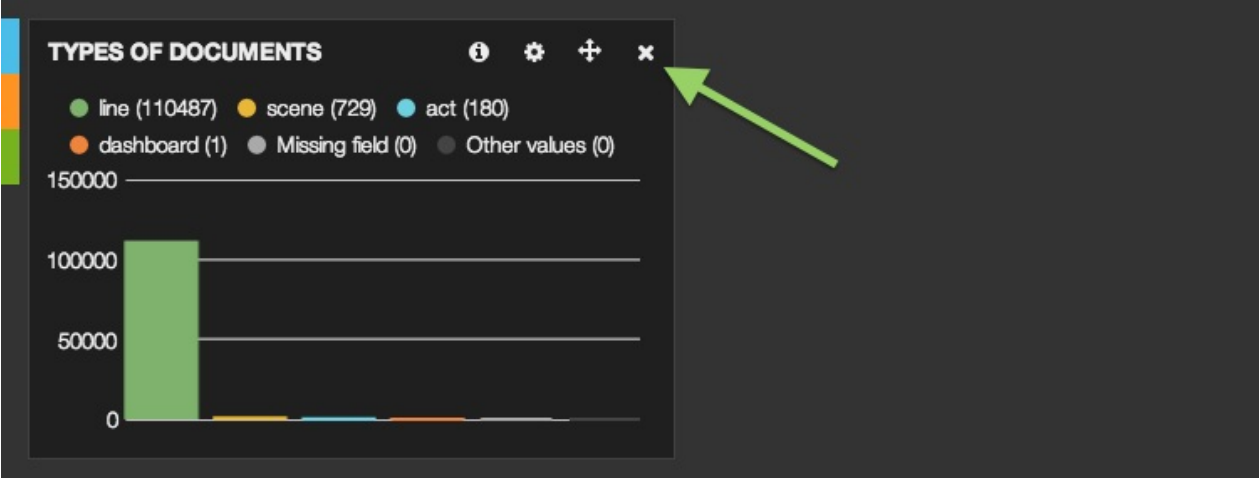 TYPES OF DOCUMENTS
line (110487) scene (729) act (180)
dashboard (1) Missing field (0) Other values (0)
150000
100000
50000
0